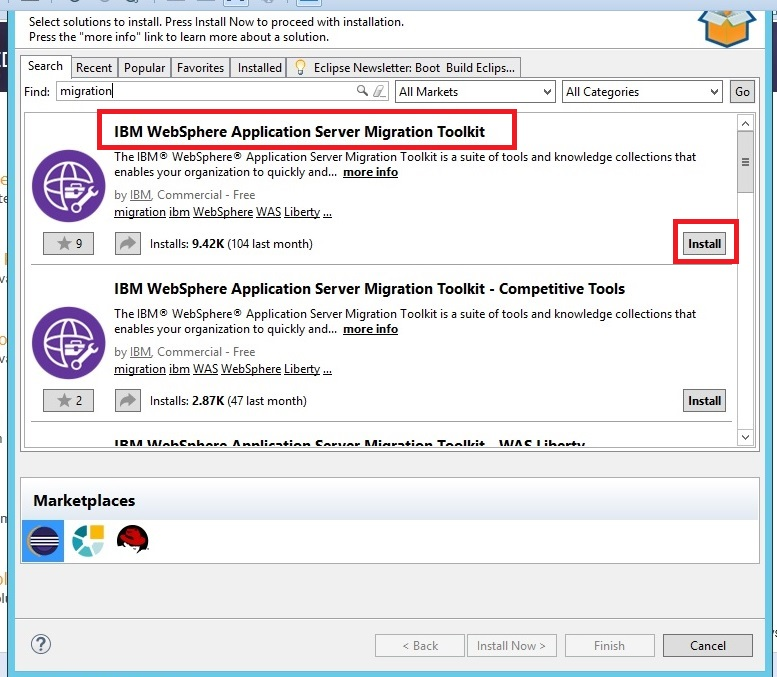 Select solutions to install. Press Install Now to proceed with installation.
Press the "more info" link to learn more about a solution.
Search Recent Popular Favorites Installed Eclipse Newsletter: Boot Build Eclips...
Find: migration All Markets All Categories Go
IBM WebSphere Application Server Migration Toolkit
The IBM® WebSphere® Application Server Migration Toolkit is a suite of tools and knowledge collections that
enables your organization to quickly and... more info
by IBM, Commercial - Free
migration ibm WebSphere WAS Liberty ...
9 Installs: 9.42K (104 last month) Install
IBM WebSphere Application Server Migration Toolkit - Competitive Tools
The IBM® WebSphere® Application Server Migration Toolkit is a suite of tools and knowledge collections that
enables your organization to quickly and... more info
by IBM, Commercial - Free
migration ibm WAS WebSphere Liberty ...
2 Installs: 2.87K (47 last month) Install
IBM WebSphere Application Server Migration Toolkit - WAS Liberty
Marketplaces
? < Back Install Now > Finish Cancel